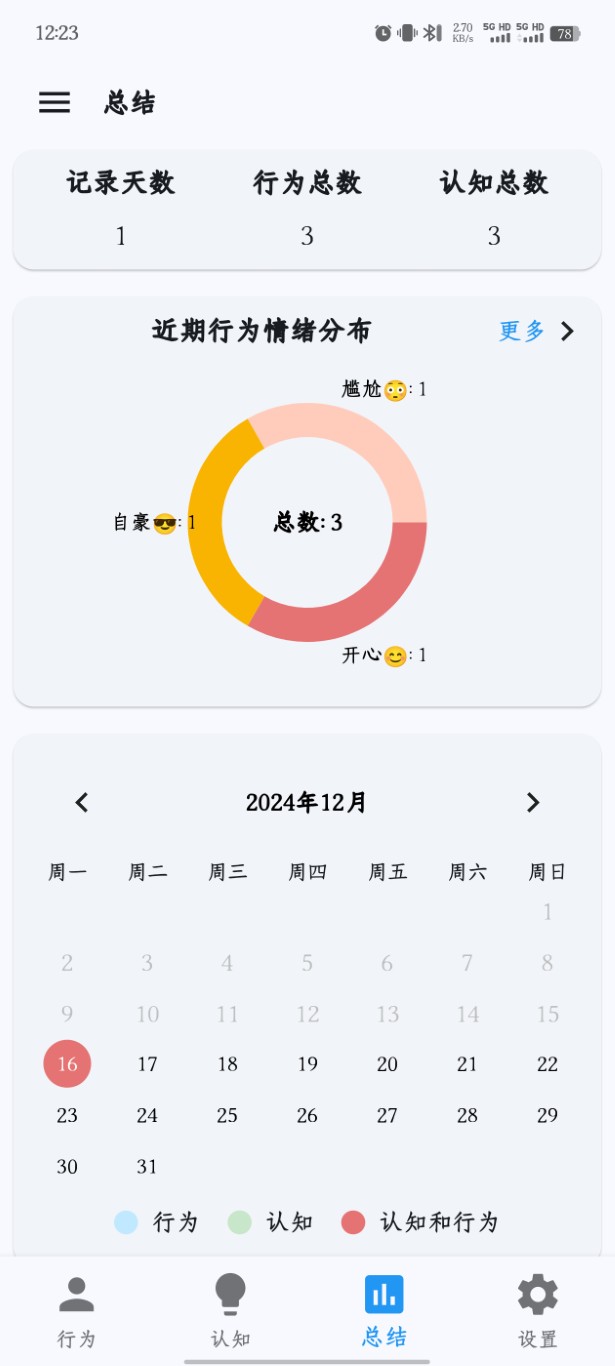 12:23 2.70 KB/s 5G HD 5G HD 78
总结
记录天数 行为总数 认知总数
1 3 3
近期行为情绪分布 更多
尴尬😳: 1
自豪😎: 1 总数: 3
开心😊: 1
2024年12月
周一 周二 周三 周四 周五 周六 周日
1
2 3 4 5 6 7 8
9 10 11 12 13 14 15
16 17 18 19 20 21 22
23 24 25 26 27 28 29
30 31
行为 认知 认知和行为
行为 认知 总结 设置